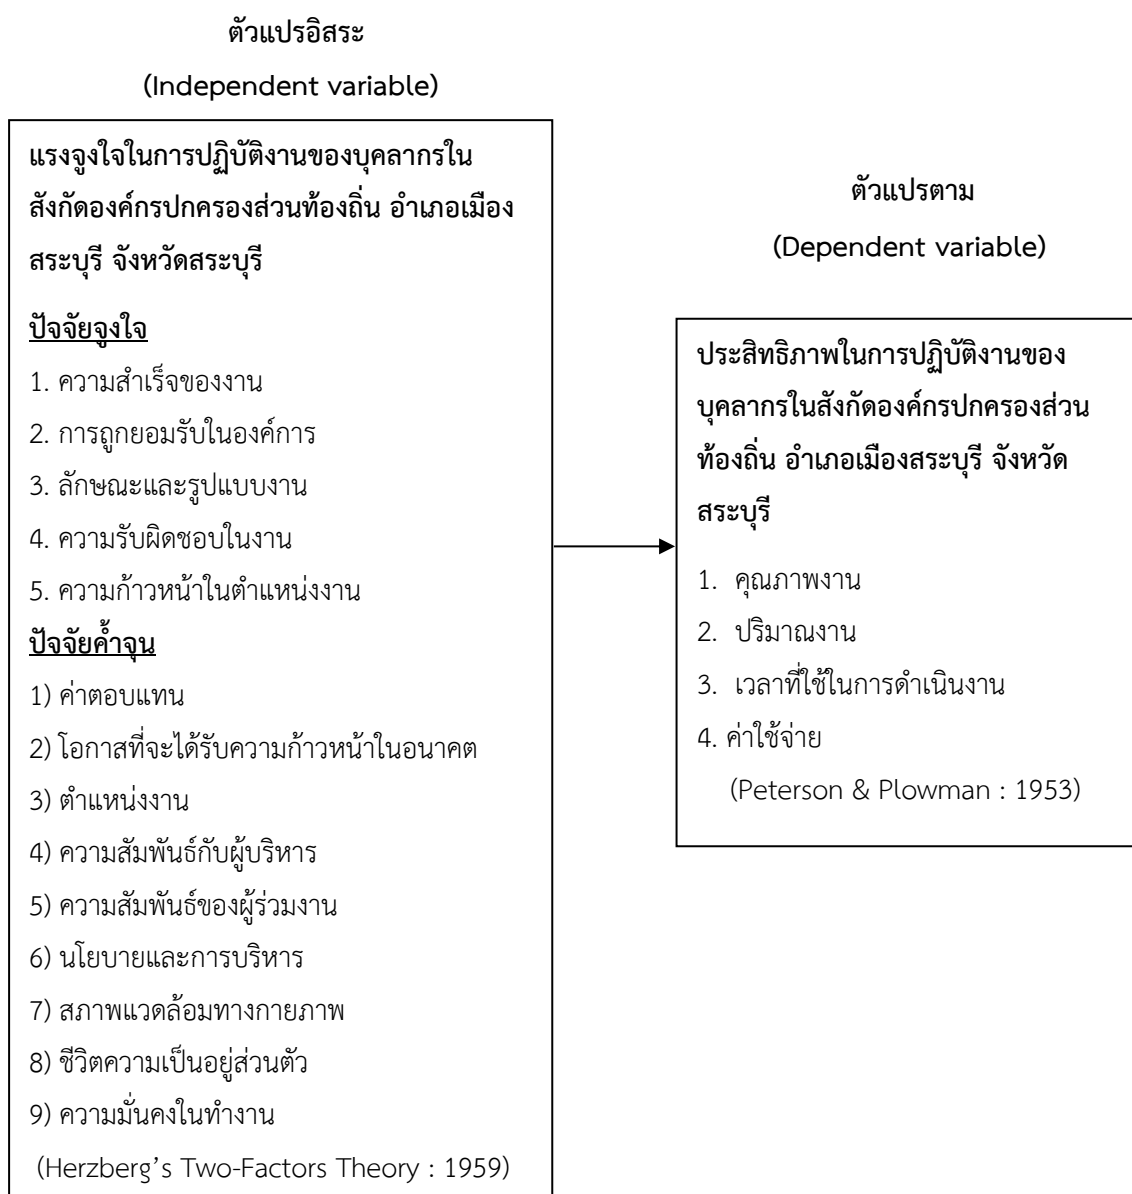 ตัวแปรอิสระ
(Independent variable)
แรงจูงใจในการปฏิบัติงานของบุคลากรใน
สังกัดองค์กรปกครองส่วนท้องถิ่น อำเภอเมือง
สระบุรี จังหวัดสระบุรี
ปัจจัยจูงใจ
1. ความสำเร็จของงาน
2. การถูกยอมรับในองค์การ
3. ลักษณะและรูปแบบงาน
4. ความรับผิดชอบในงาน
5. ความก้าวหน้าในตำแหน่งงาน
ปัจจัยค้ำจุน
1) ค่าตอบแทน
2) โอกาสที่จะได้รับความก้าวหน้าในอนาคต
3) ตำแหน่งงาน
4) ความสัมพันธ์กับผู้บริหาร
5) ความสัมพันธ์ของผู้ร่วมงาน
6) นโยบายและการบริหาร
7) สภาพแวดล้อมทางกายภาพ
8) ชีวิตความเป็นอยู่ส่วนตัว
9) ความมั่นคงในทำงาน
(Herzberg’s Two-Factors Theory : 1959)
ตัวแปรตาม
(Dependent variable)
ประสิทธิภาพในการปฏิบัติงานของ
บุคลากรในสังกัดองค์กรปกครองส่วน
ท้องถิ่น อำเภอเมืองสระบุรี จังหวัด
สระบุรี
1. คุณภาพงาน
2. ปริมาณงาน
3. เวลาที่ใช้ในการดำเนินงาน
4. ค่าใช้จ่าย
(Peterson & Plowman : 1953)